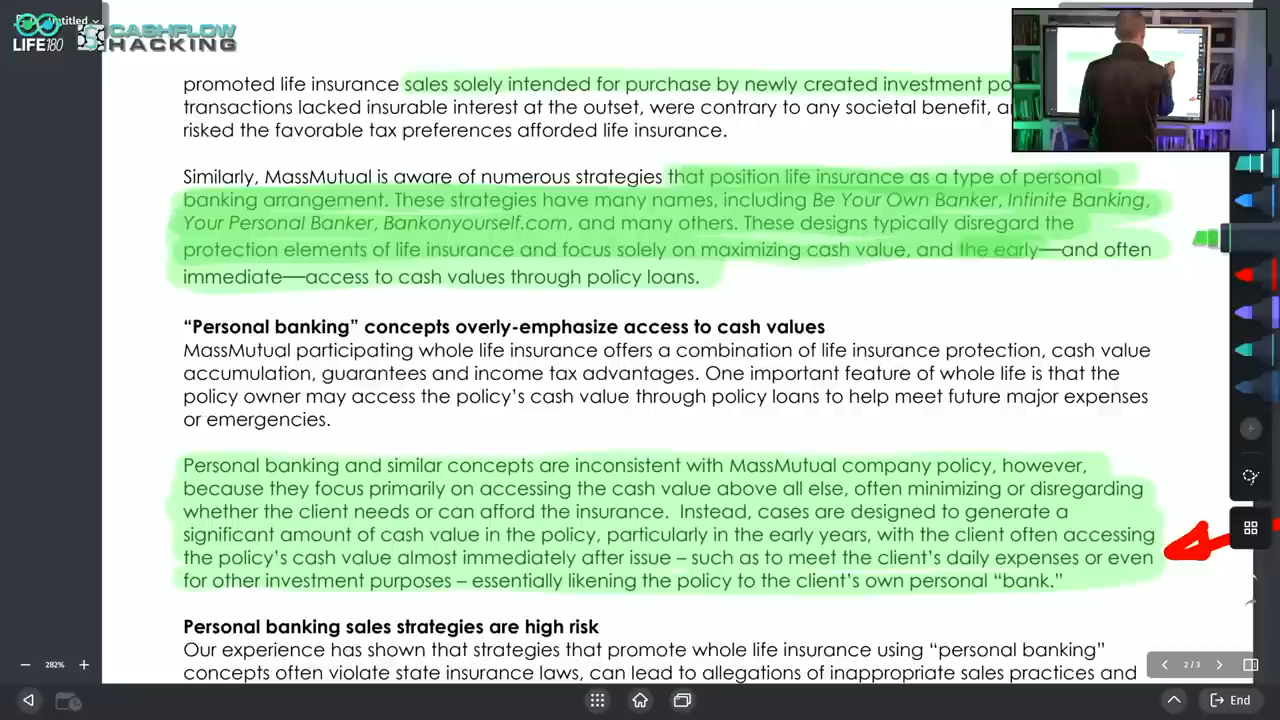 Untitled
LIFE180
CASHFLOW
HACKING
promoted life insurance sales solely intended for purchase by newly created investment
transactions lacked insurable interest at the outset, were contrary to any societal benefit,
risked the favorable tax preferences afforded life insurance.
Similarly, MassMutual is aware of numerous strategies that position life insurance as a type of personal
banking arrangement. These strategies have many names, including Be Your Own Banker, Infinite Banking,
Your Personal Banker, Bankonyourself.com, and many others. These designs typically disregard the
protection elements of life insurance and focus solely on maximizing cash value, and the early—and often
immediate—access to cash values through policy loans.
“Personal banking” concepts overly-emphasize access to cash values
MassMutual participating whole life insurance offers a combination of life insurance protection, cash value
accumulation, guarantees and income tax advantages. One important feature of whole life is that the
policy owner may access the policy’s cash value through policy loans to help meet future major expenses
or emergencies.
Personal banking and similar concepts are inconsistent with MassMutual company policy, however,
because they focus primarily on accessing the cash value above all else, often minimizing or disregarding
whether the client needs or can afford the insurance. Instead, cases are designed to generate a
significant amount of cash value in the policy, particularly in the early years, with the client often accessing
the policy’s cash value almost immediately after issue – such as to meet the client’s daily expenses or even
for other investment purposes – essentially likening the policy to the client’s own personal “bank.”
Personal banking sales strategies are high risk
Our experience has shown that strategies that promote whole life insurance using “personal banking”
concepts often violate state insurance laws, can lead to allegations of inappropriate sales practices and
282%
2/3
End